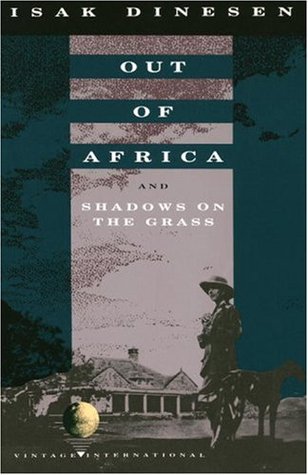 ISAK DINESEN
OUT
OF
AFRICA
AND
SHADOWS ON
THE GRASS
VINTAGE INTERNATIONAL